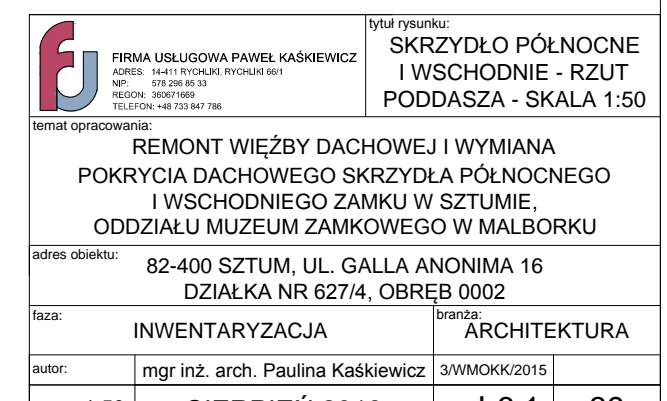 FIRMA USŁUGOWA PAWEŁ KAŚKIEWICZ
ADRES: 14-411 RYCHLIKI, RYCHLIKI 66/1
NIP: 578 296 85 33
REGON: 360671669
TELEFON: +48 733 847 786
tytuł rysunku:
SKRZYDŁO PÓŁNOCNE
I WSCHODNIE - RZUT
PODDASZA - SKALA 1:50
temat opracowania:
REMONT WIĘŹBY DACHOWEJ I WYMIANA
POKRYCIA DACHOWEGO SKRZYDŁA PÓŁNOCNEGO
I WSCHODNIEGO ZAMKU W SZTUMIE,
ODDZIAŁU MUZEUM ZAMKOWEGO W MALBORKU
adres obiektu:
82-400 SZTUM, UL. GALLA ANONIMA 16
DZIAŁKA NR 627/4, OBRĘB 0002
faza:
INWENTARYZACJA
branża:
ARCHITEKTURA
autor:
mgr inż. arch. Paulina Kaśkiewicz
3/WMOKK/2015